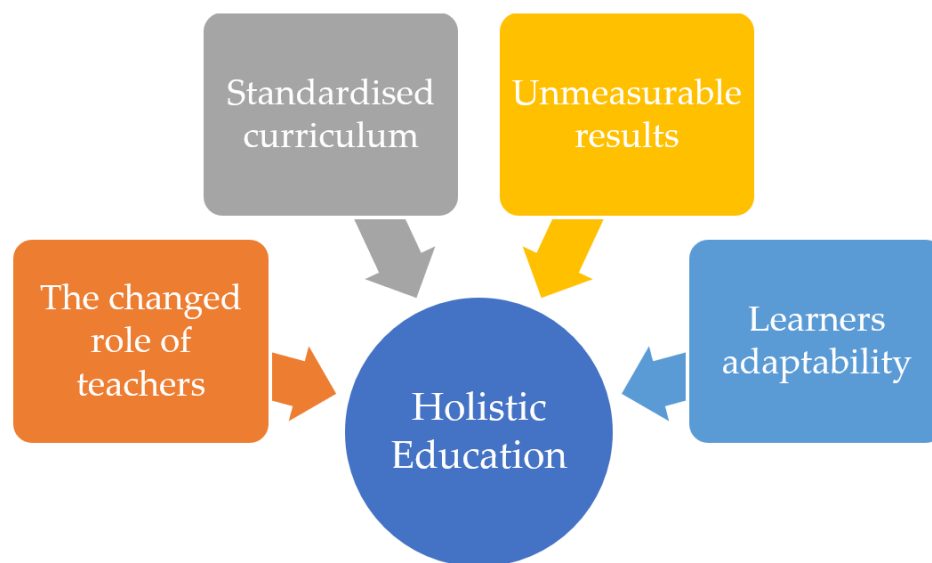 Standardised
curriculum
Unmeasurable
results
The changed
role of
teachers
Learners
adaptability
Holistic
Education